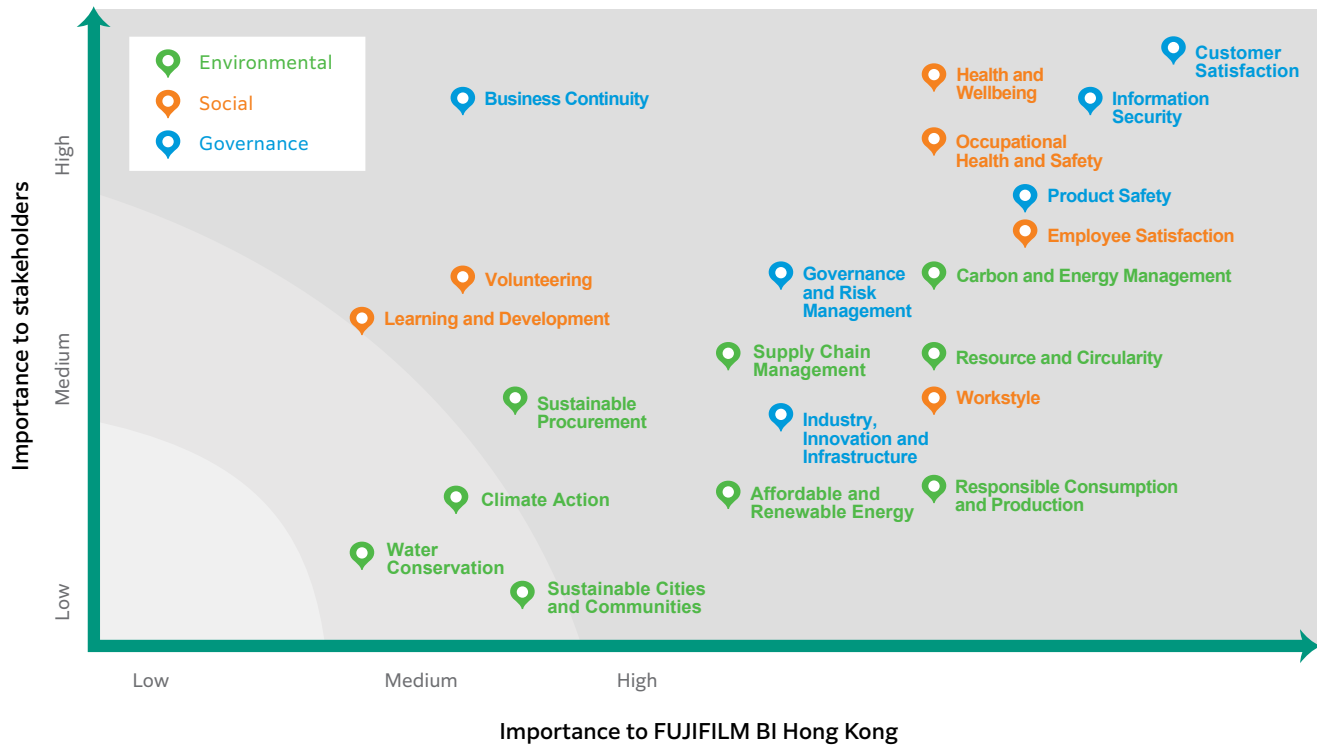 Environmental
Social
Governance
Customer
Satisfaction
Health and
Wellbeing
Business Continuity
Information
Security
Occupational
Health and Safety
Product Safety
Employee Satisfaction
Volunteering
Governance
and Risk
Management
Carbon and Energy Management
Learning and Development
Supply Chain
Management
Resource and Circularity
Sustainable
Procurement
Workstyle
Industry,
Innovation and
Infrastructure
Climate Action
Affordable and
Renewable Energy
Responsible Consumption
and Production
Water
Conservation
Sustainable Cities
and Communities
High
Medium
Low
Importance to stakeholders
Low
Medium
High
Importance to FUJIFILM BI Hong Kong